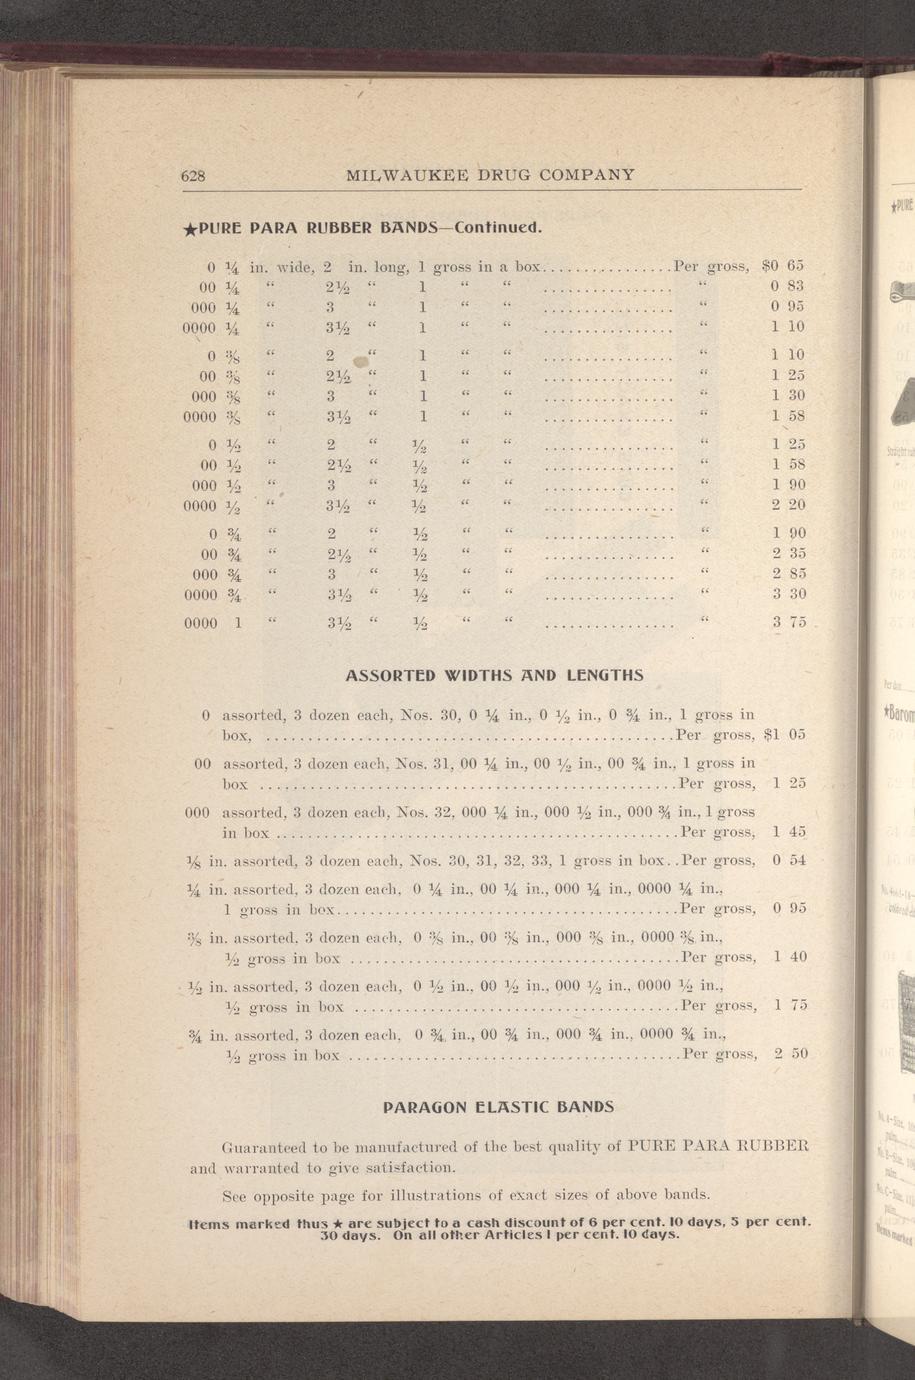 628 MILWAUKEE DRUG COMPANY
★PURE PARA RUBBER BANDS—Continued.
0 ¼ in. wide, 2 in. long, 1 gross in a box................Per gross, $0 65
00 ¼ “ 2½ “ 1 “ “ ................ “ 0 83
000 ¼ “ 3 “ 1 “ “ ................ “ 0 95
0000 ¼ “ 3½ “ 1 “ “ ................ “ 1 10
0 ⅜ “ 2 “ 1 “ “ ................ “ 1 10
00 ⅜ “ 2½ “ 1 “ “ ................ “ 1 25
000 ⅜ “ 3 “ 1 “ “ ................ “ 1 30
0000 ⅜ “ 3½ “ 1 “ “ ................ “ 1 58
0 ½ “ 2 “ ½ “ “ ................ “ 1 25
00 ½ “ 2½ “ ½ “ “ ................ “ 1 58
000 ½ “ 3 “ ½ “ “ ................ “ 1 90
0000 ½ “ 3½ “ ½ “ “ ................ “ 2 20
0 ¾ “ 2 “ ½ “ “ ................ “ 1 90
00 ¾ “ 2½ “ ½ “ “ ................ “ 2 35
000 ¾ “ 3 “ ½ “ “ ................ “ 2 85
0000 ¾ “ 3½ “ ½ “ “ ................ “ 3 30
0000 1 “ 3½ “ ½ “ “ ................ “ 3 75
ASSORTED WIDTHS AND LENGTHS
0 assorted, 3 dozen each, Nos. 30, 0 ¼ in., 0 ½ in., 0 ¾ in., 1 gross in
box, ..................................................Per gross, $1 05
00 assorted, 3 dozen each, Nos. 31, 00 ¼ in., 00 ½ in., 00 ¾ in., 1 gross in
box ...................................................Per gross, 1 25
000 assorted, 3 dozen each, Nos. 32, 000 ¼ in., 000 ½ in., 000 ¾ in., 1 gross
in box .................................................Per gross, 1 45
⅛ in. assorted, 3 dozen each, Nos. 30, 31, 32, 33, 1 gross in box..Per gross, 0 54
¼ in. assorted, 3 dozen each, 0 ¼ in., 00 ¼ in., 000 ¼ in., 0000 ¼ in.,
1 gross in box..........................................Per gross, 0 95
⅜ in. assorted, 3 dozen each, 0 ⅜ in., 00 ⅜ in., 000 ⅜ in., 0000 ⅜ in.,
½ gross in box ........................................Per gross, 1 40
½ in. assorted, 3 dozen each, 0 ½ in., 00 ½ in., 000 ½ in., 0000 ½ in.,
½ gross in box ........................................Per gross, 1 75
¾ in. assorted, 3 dozen each, 0 ¾ in., 00 ¾ in., 000 ¾ in., 0000 ¾ in.,
½ gross in box .........................................Per gross, 2 50
PARAGON ELASTIC BANDS
Guaranteed to be manufactured of the best quality of PURE PARA RUBBER
and warranted to give satisfaction.
See opposite page for illustrations of exact sizes of above bands.
Items marked thus ★ are subject to a cash discount of 6 per cent. 10 days, 5 per cent.
30 days. On all other Articles 1 per cent. 10 days.
★PURE
★Barom